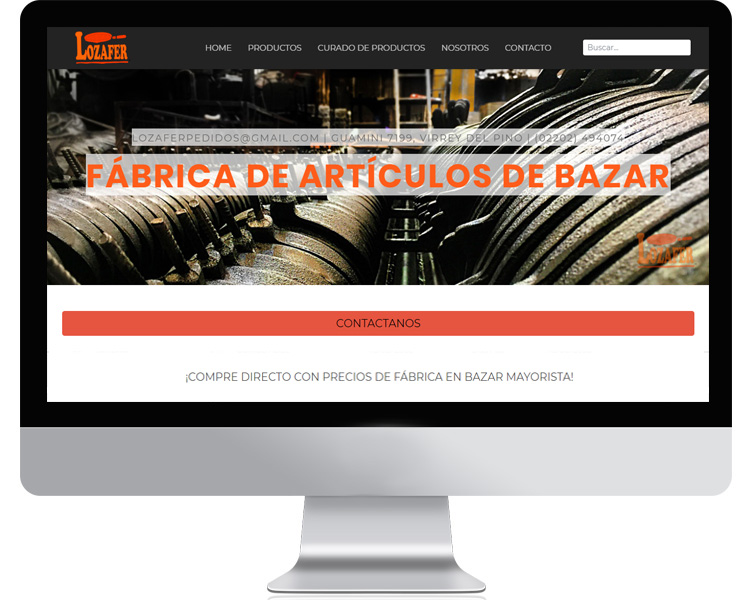 LOZAFER
HOME PRODUCTOS CURADO DE PRODUCTOS NOSOTROS CONTACTO Buscar...
LOZAFERPEDIDOS@GMAIL.COM | GUAMINI 7199, VIRREY DEL PINO | (02202) 494074
FÁBRICA DE ARTÍCULOS DE BAZAR
LOZAFER
CONTACTANOS
¡COMPRE DIRECTO CON PRECIOS DE FÁBRICA EN BAZAR MAYORISTA!